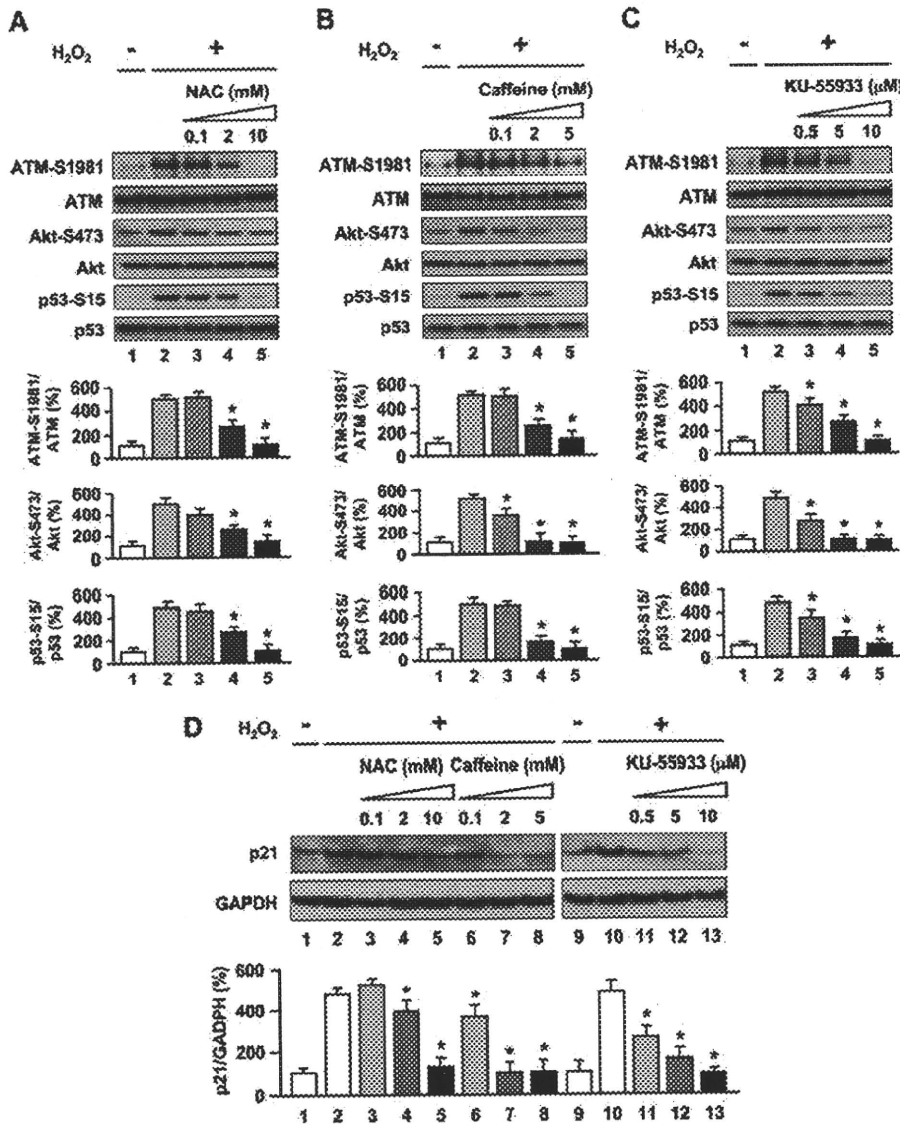 A
B
C
H₂O₂ - +
H₂O₂ - +
H₂O₂ - +
NAC (mM)
Caffeine (mM)
KU-55933 (μM)
0.1 2 10
0.1 2 5
0.5 5 10
ATM-S1981
ATM
Akt-S473
Akt
p53-S15
p53
1 2 3 4 5
ATM-S1981
ATM
Akt-S473
Akt
p53-S15
p53
1 2 3 4 5
ATM-S1981
ATM
Akt-S473
Akt
p53-S15
p53
1 2 3 4 5
ATM-S1981/
ATM (%)
600
400
200
0
* *
Akt-S473/
Akt (%)
600
400
200
0
* *
p53-S15/
p53 (%)
600
400
200
0
* *
1 2 3 4 5
ATM-S1981/
ATM (%)
600
400
200
0
* *
Akt-S473/
Akt (%)
600
400
200
0
* * *
p53-S15/
p53 (%)
600
400
200
0
* *
1 2 3 4 5
ATM-S1981/
ATM (%)
600
400
200
0
* * *
Akt-S473/
Akt (%)
600
400
200
0
* * *
p53-S15/
p53 (%)
600
400
200
0
* * *
1 2 3 4 5
D
H₂O₂ - + - +
NAC (mM) Caffeine (mM) KU-55933 (μM)
0.1 2 10 0.1 2 5 0.5 5 10
p21
GAPDH
1 2 3 4 5 6 7 8 9 10 11 12 13
p21/GADPH (%)
600
400
200
0
* * * * * * * *
1 2 3 4 5 6 7 8 9 10 11 12 13